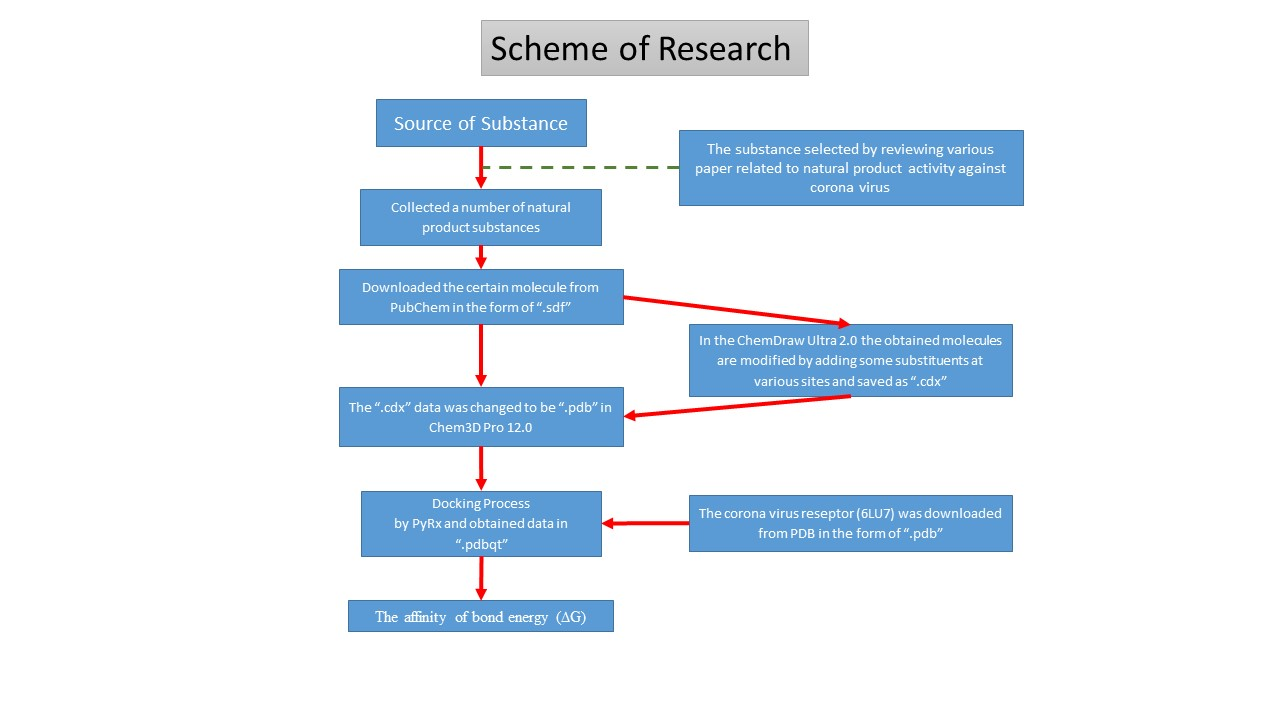 Scheme of Research
Source of Substance
The substance selected by reviewing various
paper related to natural product activity against
corona virus
Collected a number of natural
product substances
Downloaded the certain molecule from
PubChem in the form of “.sdf”
In the ChemDraw Ultra 2.0 the obtained molecules
are modified by adding some substituents at
various sites and saved as “.cdx”
The “.cdx” data was changed to be “.pdb” in
Chem3D Pro 12.0
Docking Process
by PyRx and obtained data in
“.pdbqt”
The corona virus reseptor (6LU7) was downloaded
from PDB in the form of “.pdb”
The affinity of bond energy (ΔG)